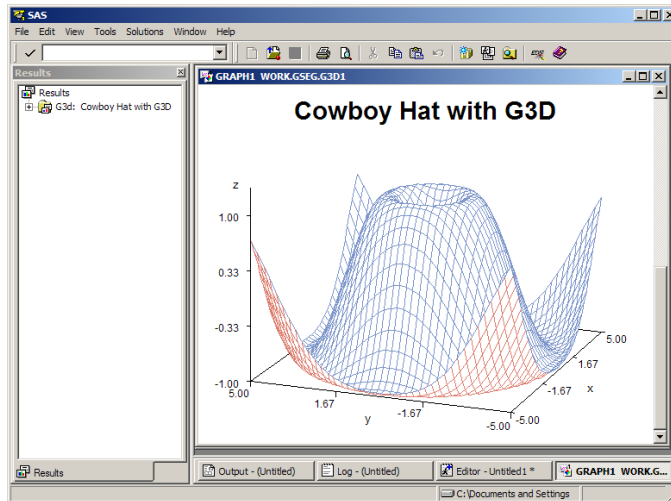 SAS
File Edit View Tools Solutions Window Help
Results
Results
G3d: Cowboy Hat with G3D
GRAPH1 WORK.GSEG.G3D1
Cowboy Hat with G3D
z
1.00
0.33
-0.33
-1.00
5.00
1.67
y
-1.67
-5.00
-5.00
-1.67
x
1.67
5.00
Results
Output - (Untitled)
Log - (Untitled)
Editor - Untitled1 *
GRAPH1 WORK.G...
C:\Documents and Settings